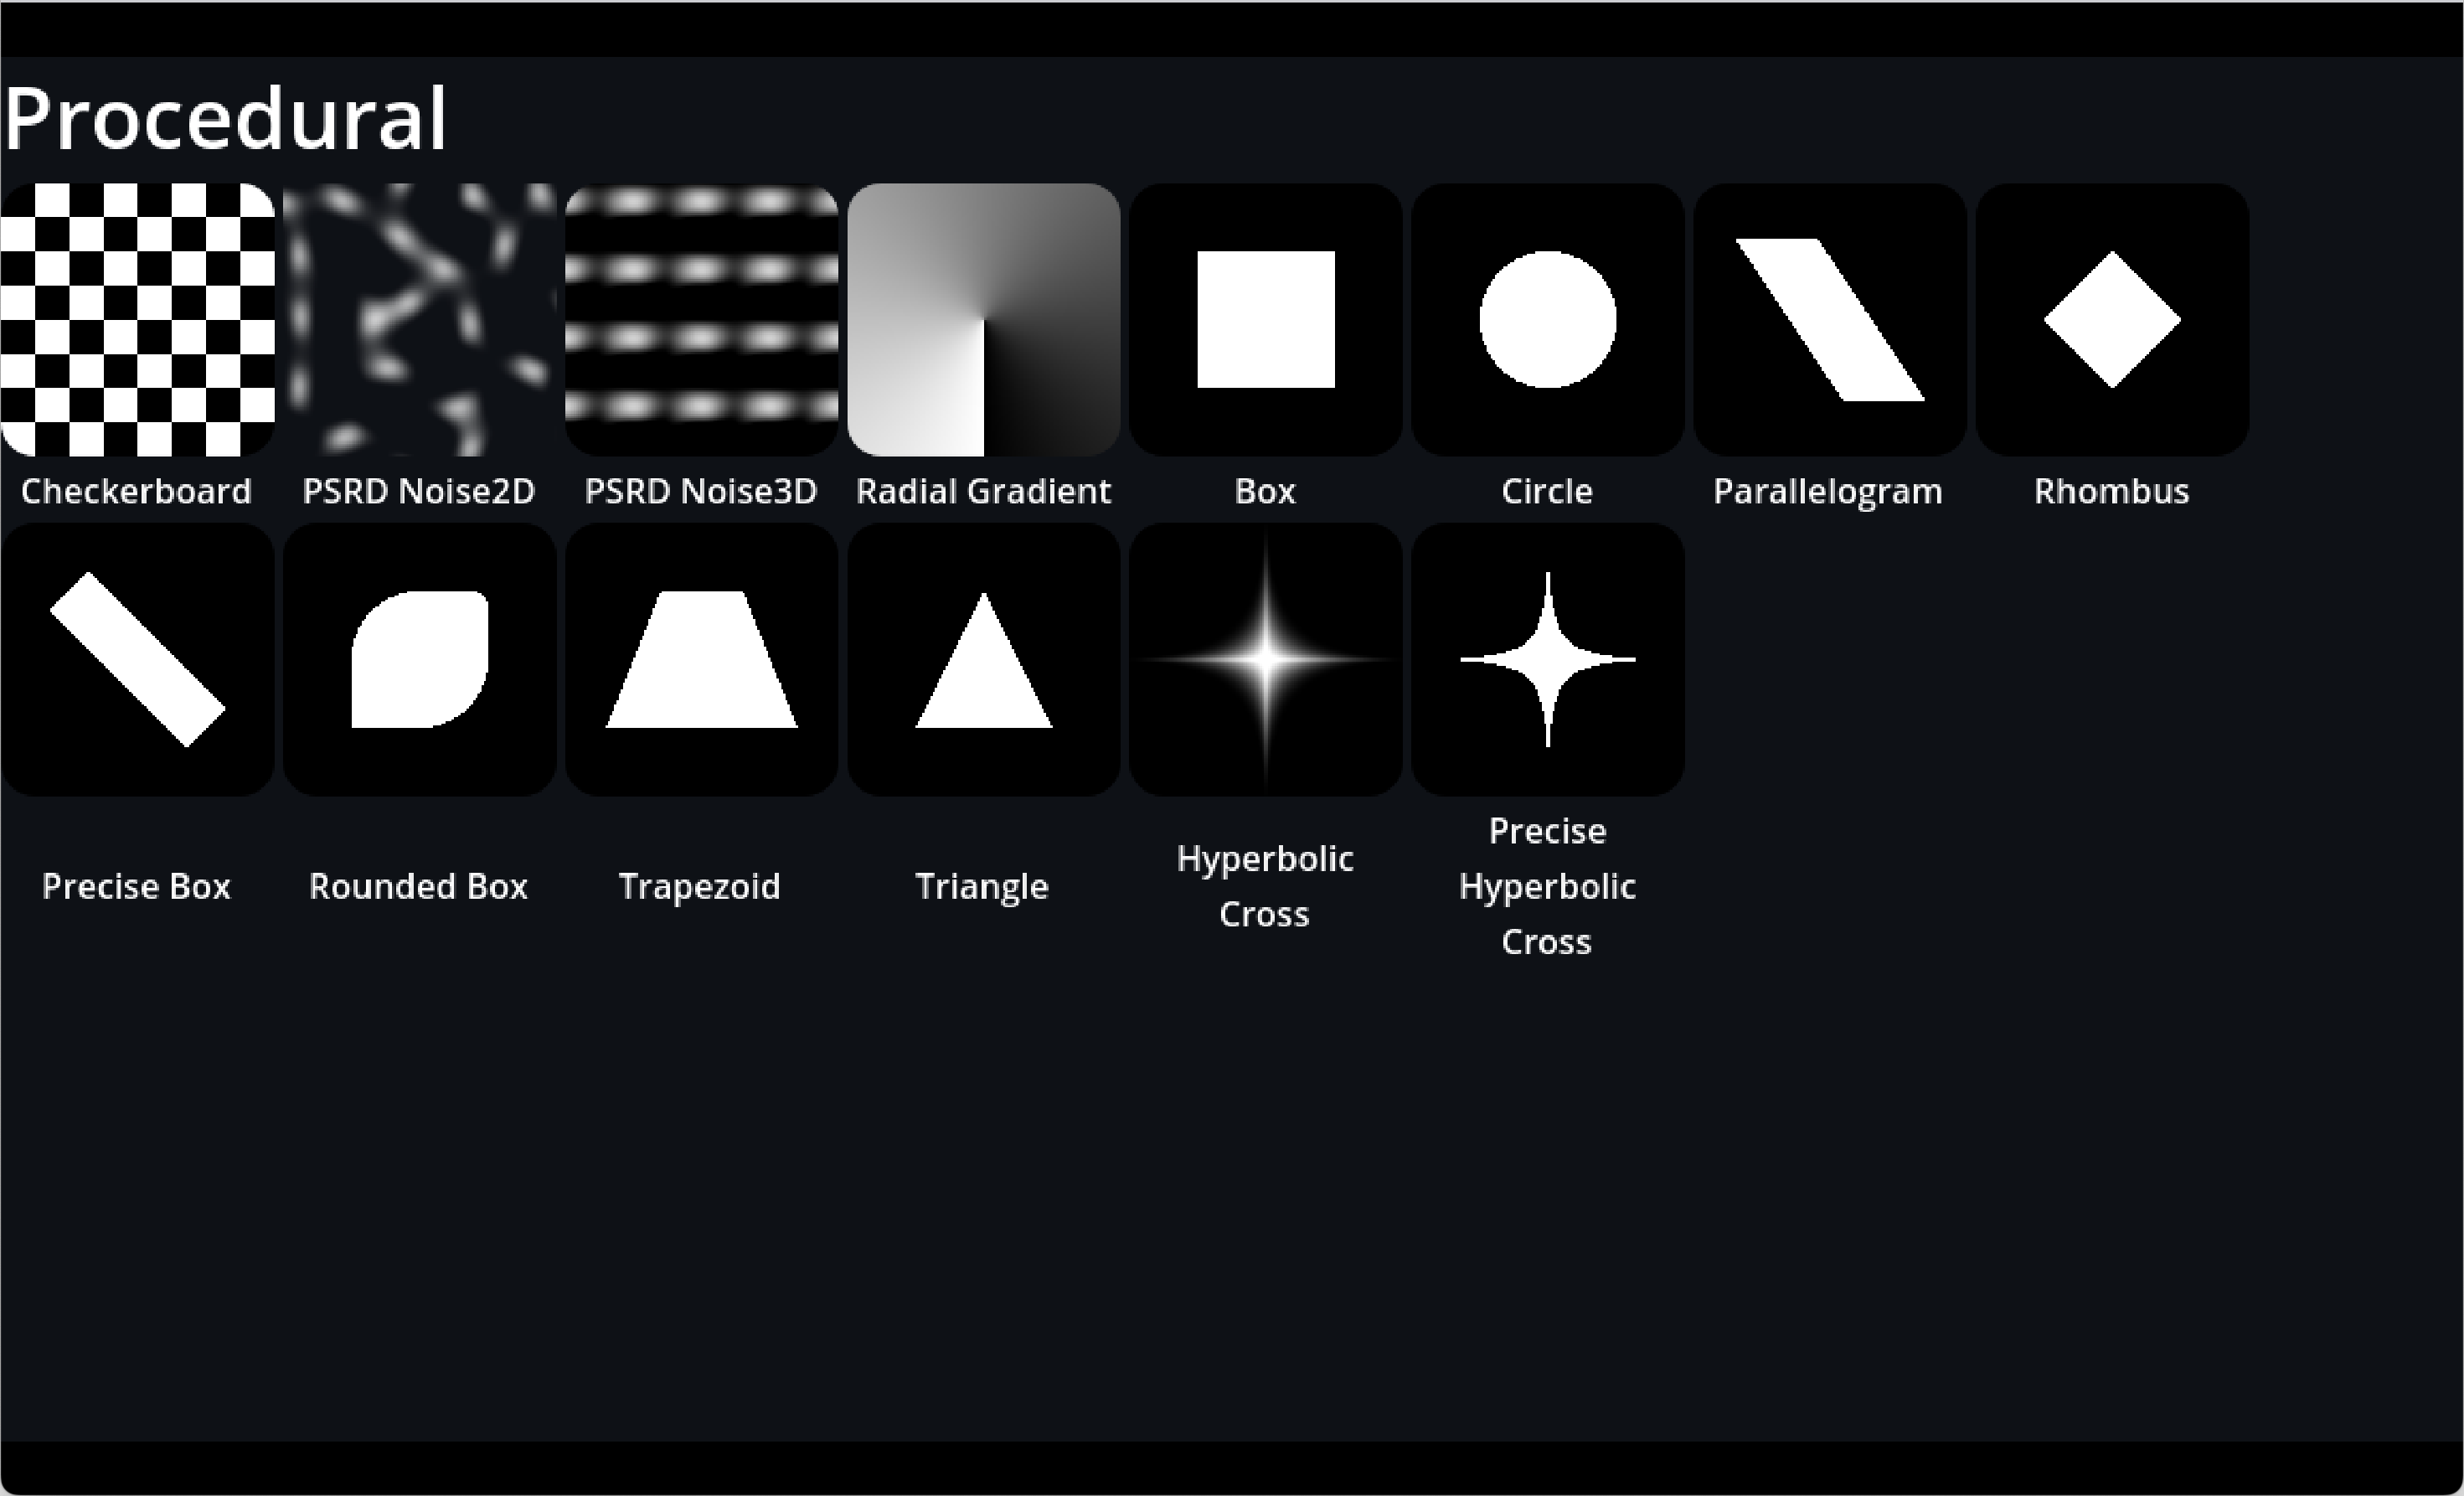 Procedural
Checkerboard
PSRD Noise2D
PSRD Noise3D
Radial Gradient
Box
Circle
Parallelogram
Rhombus
Precise Box
Rounded Box
Trapezoid
Triangle
Hyperbolic
Cross
Precise
Hyperbolic
Cross